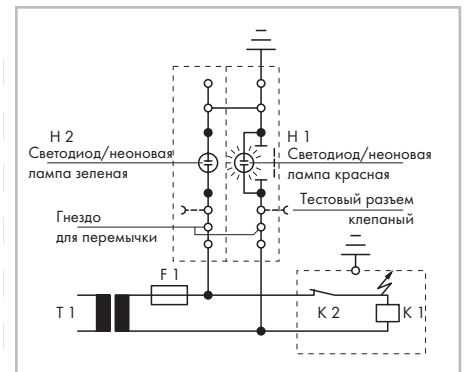 H 2
Светодиод/неоновая
лампа зеленая
H 1
Светодиод/неоновая
лампа красная
Гнездо
для перемычки
Тестовый разъем
клепаный
F 1
T 1
K 2
K 1